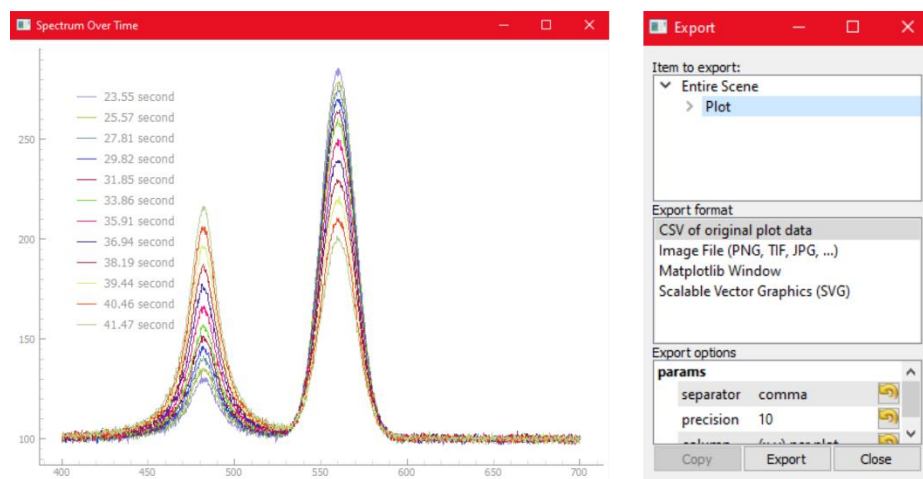 Spectrum Over Time
23.55 second
25.57 second
27.81 second
29.82 second
31.85 second
33.86 second
35.91 second
36.94 second
38.19 second
39.44 second
40.46 second
41.47 second
250
200
150
100
400 450 500 550 600 650 700
Export
Item to export:
Entire Scene
Plot
Export format
CSV of original plot data
Image File (PNG, TIF, JPG, ...)
Matplotlib Window
Scalable Vector Graphics (SVG)
Export options
params
separator comma
precision 10
Copy Export Close